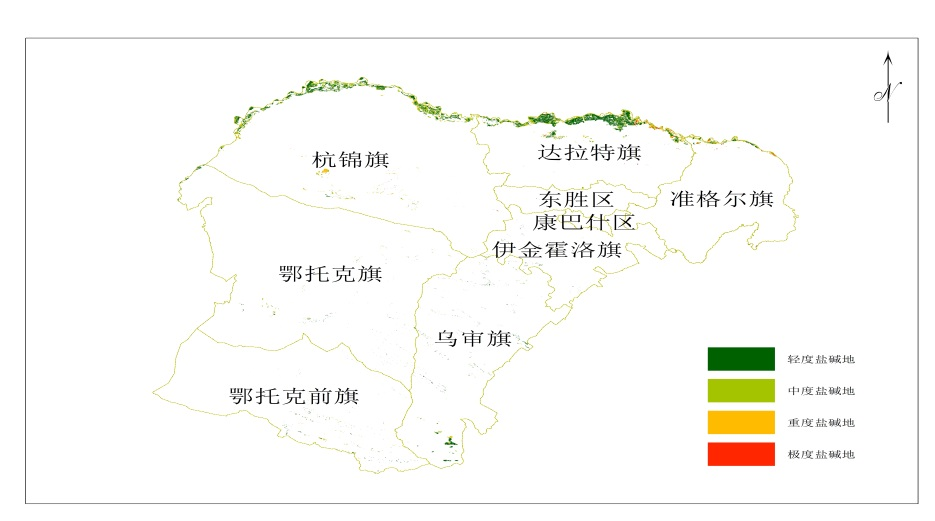 N
杭锦旗
达拉特旗
东胜区
准格尔旗
康巴什区
伊金霍洛旗
鄂托克旗
乌审旗
鄂托克前旗
轻度盐碱地
中度盐碱地
重度盐碱地
极度盐碱地